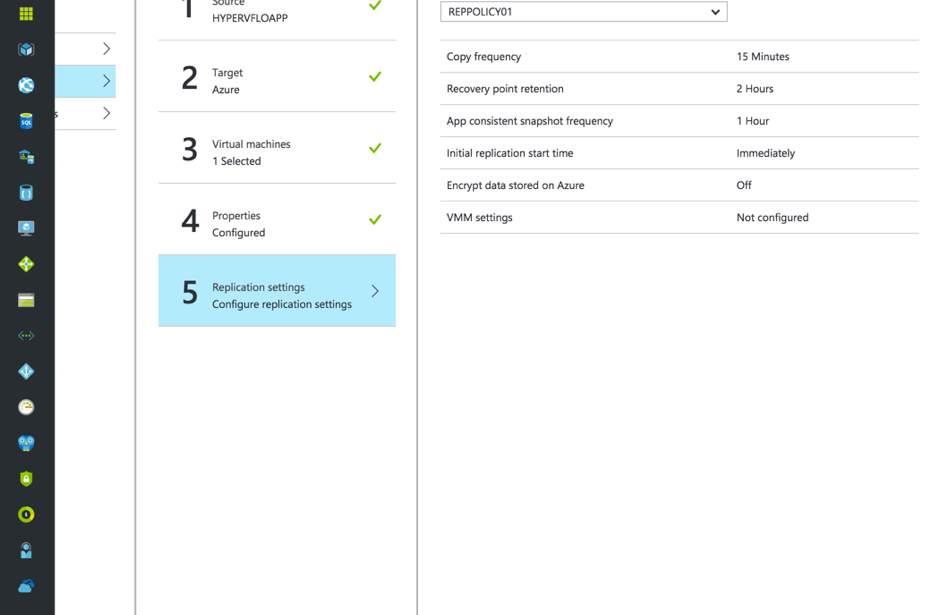 1
Source
HYPERVFLOAPP
2
Target
Azure
3
Virtual machines
1 Selected
4
Properties
Configured
5
Replication settings
Configure replication settings
REPPOLICY01
Copy frequency 15 Minutes
Recovery point retention 2 Hours
App consistent snapshot frequency 1 Hour
Initial replication start time Immediately
Encrypt data stored on Azure Off
VMM settings Not configured
SQL
s